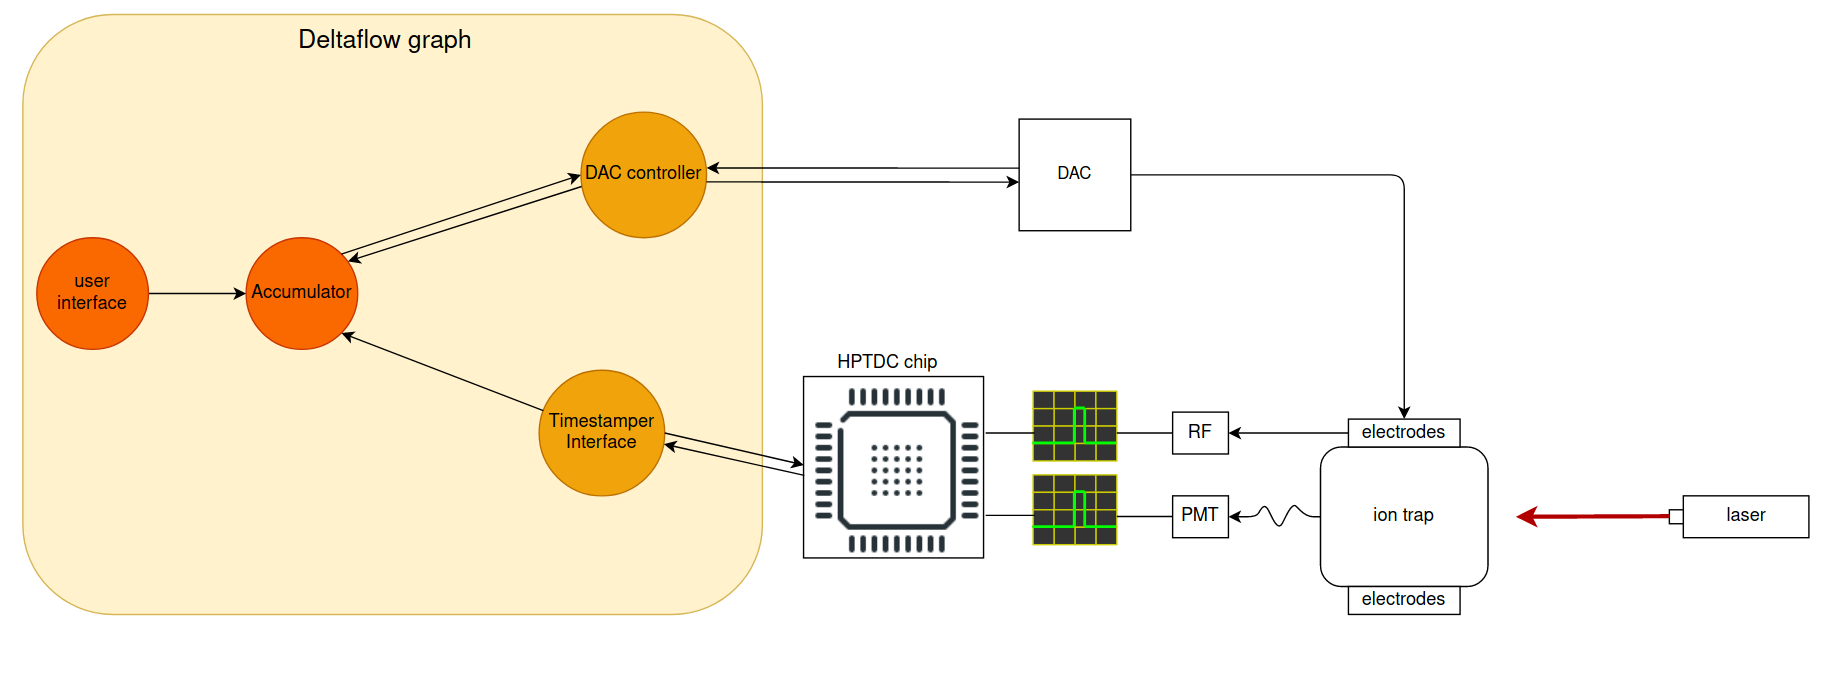 Deltaflow graph
DAC controller
DAC
user
interface
Accumulator
HPTDC chip
Timestamper
Interface
RF
electrodes
PMT
ion trap
laser
electrodes